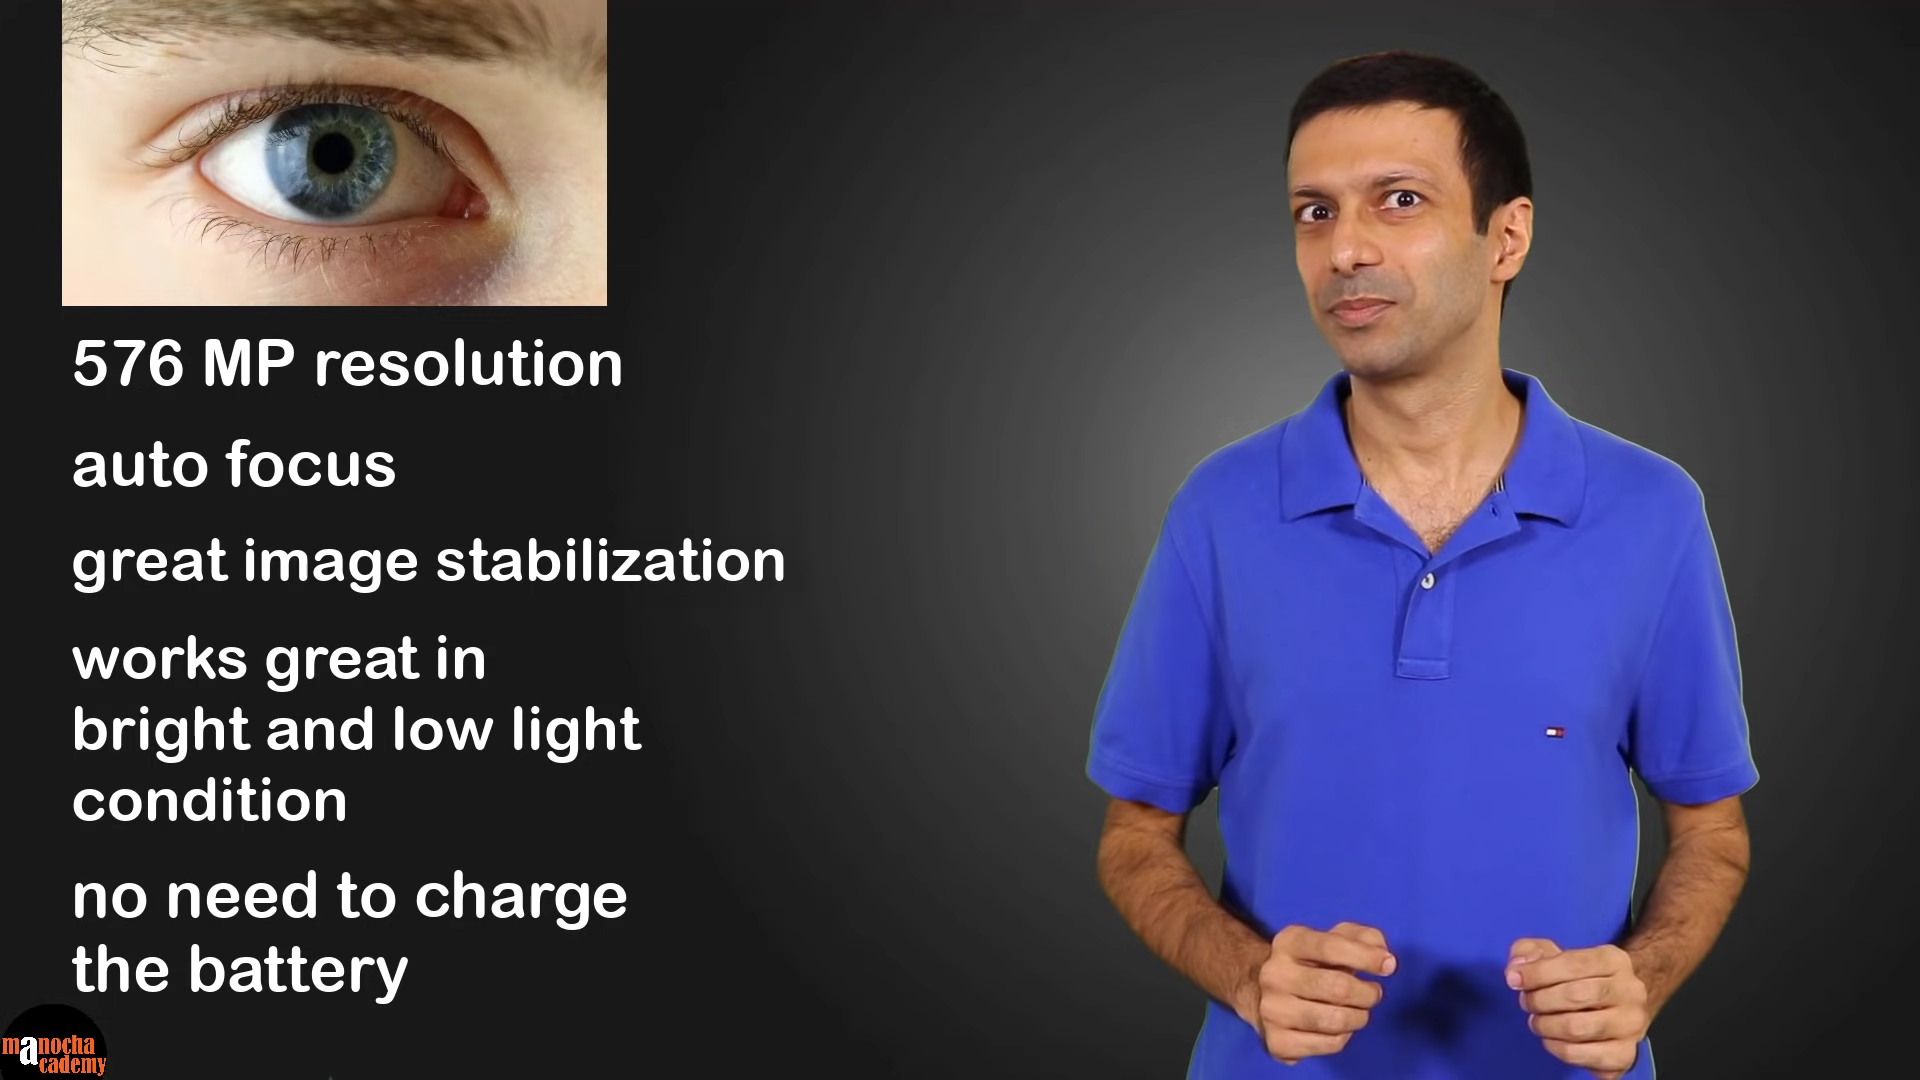 576 MP resolution
auto focus
great image stabilization
works great in
bright and low light
condition
no need to charge
the battery
manocha
academy